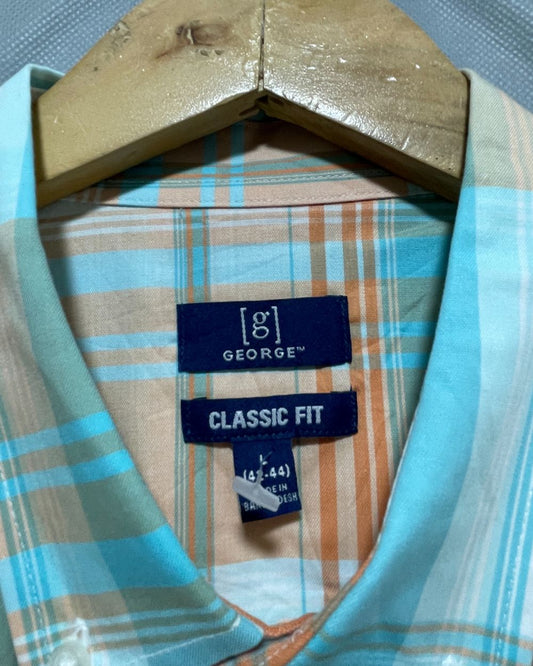 [g]
GEORGE™
CLASSIC FIT
L
(42-44)
MADE IN
BANGLADESH